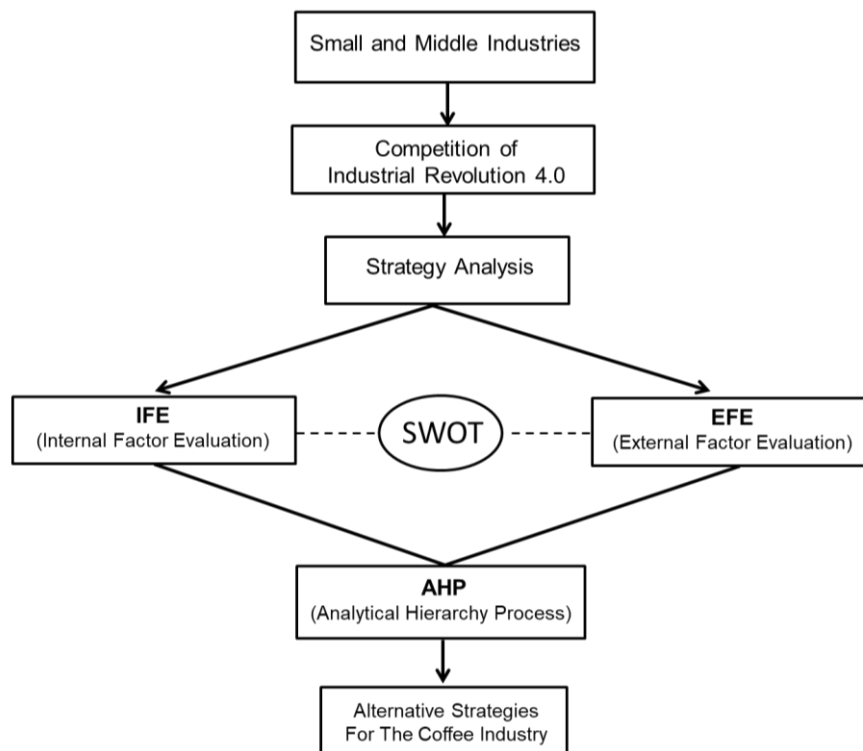 Small and Middle Industries
Competition of
Industrial Revolution 4.0
Strategy Analysis
IFE
(Internal Factor Evaluation)
SWOT
EFE
(External Factor Evaluation)
AHP
(Analytical Hierarchy Process)
Alternative Strategies
For The Coffee Industry